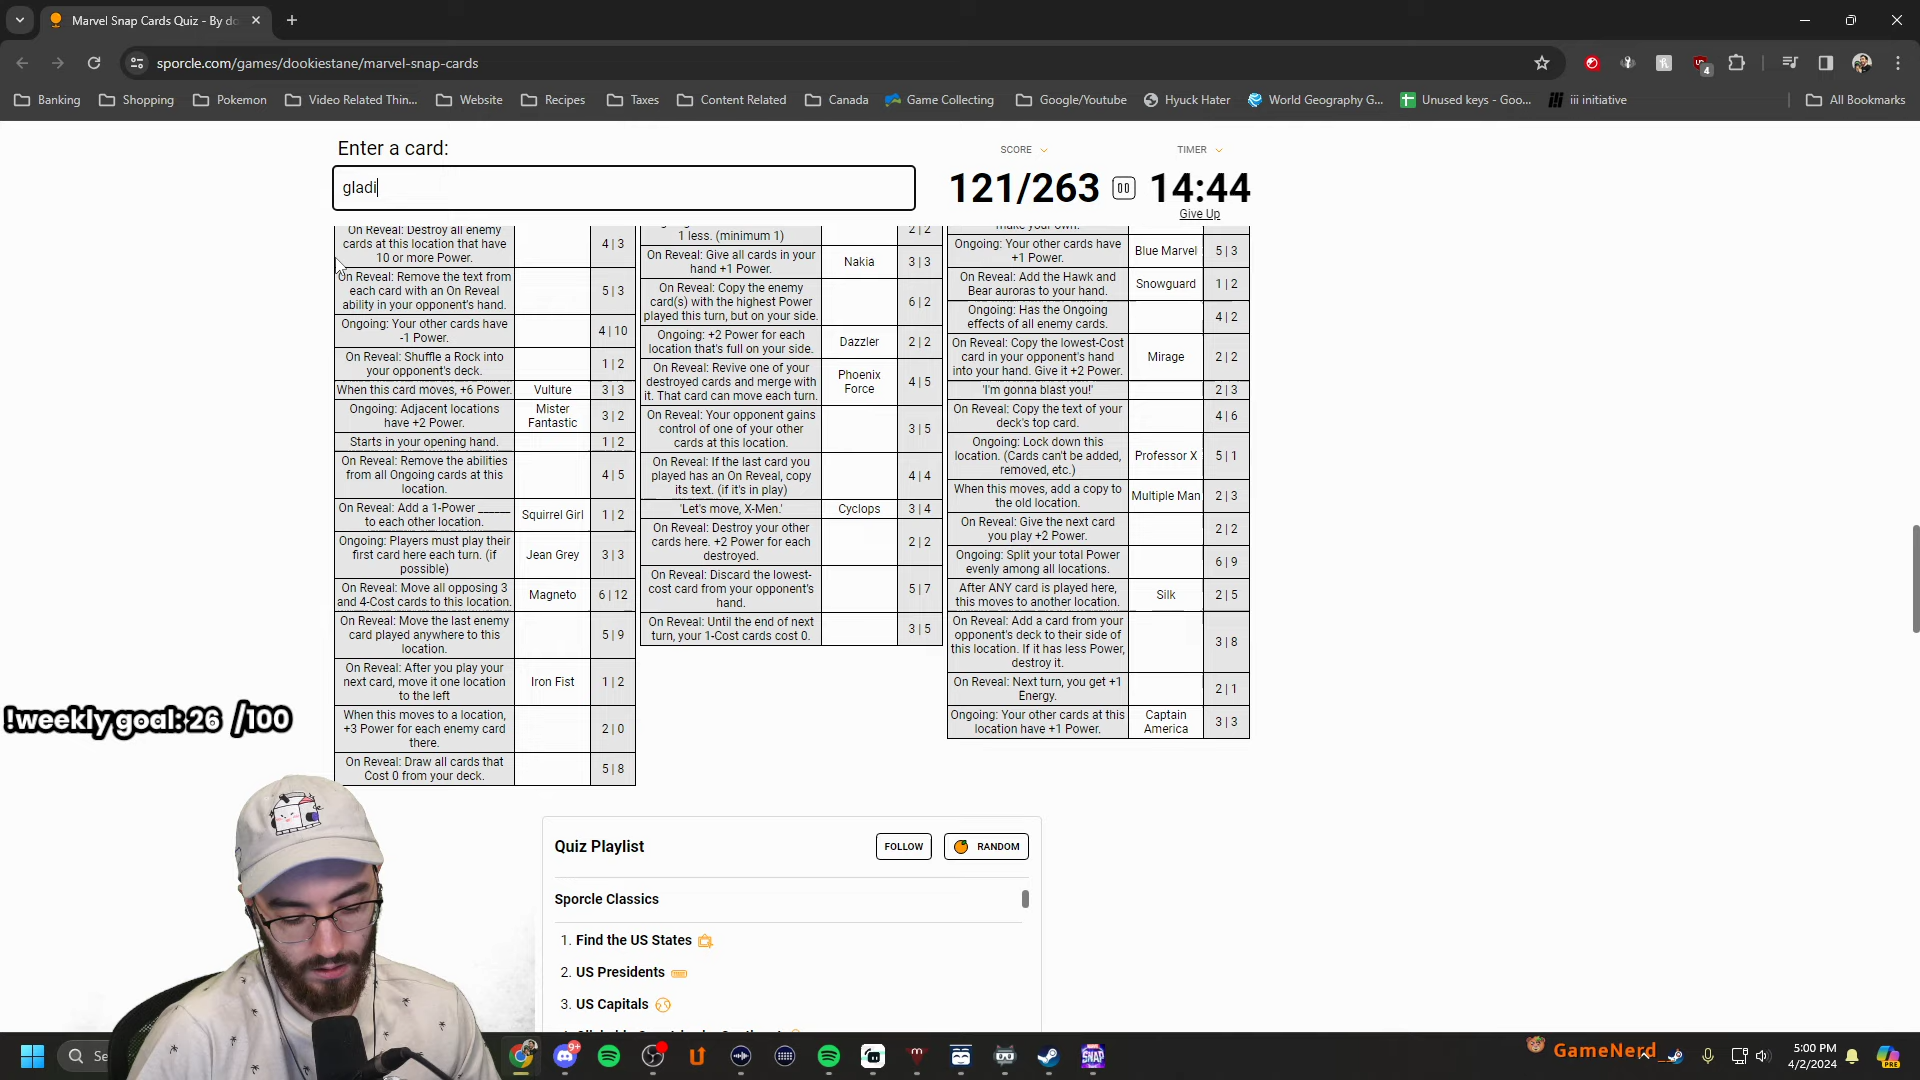 Marvel Snap Cards Quiz - By do
sporcle.com/games/dookiestane/marvel-snap-cards
4
Banking Shopping Pokemon Video Related Thin... Website Recipes Taxes Content Related Canada Game Collecting Google/Youtube Hyuck Hater World Geography G... Unused keys - Goo... iii initiative All Bookmarks
Enter a card:
gladi
SCORE
121/263
TIMER
14:44
Give Up
On Reveal: Destroy all enemy
cards at this location that have
10 or more Power.
4 | 3
On Reveal: Remove the text from
each card with an On Reveal
ability in your opponent's hand.
5 | 3
Ongoing: Your other cards have
-1 Power.
4 | 10
On Reveal: Shuffle a Rock into
your opponent's deck.
1 | 2
When this card moves, +6 Power.
Vulture
3 | 3
Ongoing: Adjacent locations
have +2 Power.
Mister
Fantastic
3 | 2
Starts in your opening hand.
1 | 2
On Reveal: Remove the abilities
from all Ongoing cards at this
location.
4 | 5
On Reveal: Add a 1-Power ______
to each other location.
Squirrel Girl
1 | 2
Ongoing: Players must play their
first card here each turn. (if
possible)
Jean Grey
3 | 3
On Reveal: Move all opposing 3
and 4-Cost cards to this location.
Magneto
6 | 12
On Reveal: Move the last enemy
card played anywhere to this
location.
5 | 9
On Reveal: After you play your
next card, move it one location
to the left
Iron Fist
1 | 2
When this moves to a location,
+3 Power for each enemy card
there.
2 | 0
On Reveal: Draw all cards that
Cost 0 from your deck.
5 | 8
1 less. (minimum 1)
2 | 2
On Reveal: Give all cards in your
hand +1 Power.
Nakia
3 | 3
On Reveal: Copy the enemy
card(s) with the highest Power
played this turn, but on your side.
6 | 2
Ongoing: +2 Power for each
location that's full on your side.
Dazzler
2 | 2
On Reveal: Revive one of your
destroyed cards and merge with
it. That card can move each turn.
Phoenix
Force
4 | 5
On Reveal: Your opponent gains
control of one of your other
cards at this location.
3 | 5
On Reveal: If the last card you
played has an On Reveal, copy
its text. (if it's in play)
4 | 4
'Let's move, X-Men.'
Cyclops
3 | 4
On Reveal: Destroy your other
cards here. +2 Power for each
destroyed.
2 | 2
On Reveal: Discard the lowest-
cost card from your opponent's
hand.
5 | 7
On Reveal: Until the end of next
turn, your 1-Cost cards cost 0.
3 | 5
make your own.
Ongoing: Your other cards have
+1 Power.
Blue Marvel
5 | 3
On Reveal: Add the Hawk and
Bear auroras to your hand.
Snowguard
1 | 2
Ongoing: Has the Ongoing
effects of all enemy cards.
4 | 2
On Reveal: Copy the lowest-Cost
card in your opponent's hand
into your hand. Give it +2 Power.
Mirage
2 | 2
'I'm gonna blast you!'
2 | 3
On Reveal: Copy the text of your
deck's top card.
4 | 6
Ongoing: Lock down this
location. (Cards can't be added,
removed, etc.)
Professor X
5 | 1
When this moves, add a copy to
the old location.
Multiple Man
2 | 3
On Reveal: Give the next card
you play +2 Power.
2 | 2
Ongoing: Split your total Power
evenly among all locations.
6 | 9
After ANY card is played here,
this moves to another location.
Silk
2 | 5
On Reveal: Add a card from your
opponent's deck to their side of
this location. If it has less Power,
destroy it.
3 | 8
On Reveal: Next turn, you get +1
Energy.
2 | 1
Ongoing: Your other cards at this
location have +1 Power.
Captain
America
3 | 3
!weekly goal: 26 /100
Quiz Playlist
FOLLOW
RANDOM
Sporcle Classics
1. Find the US States
2. US Presidents
3. US Capitals
Se
9+
SNAP
GameNerd_
5:00 PM
4/2/2024
PRE